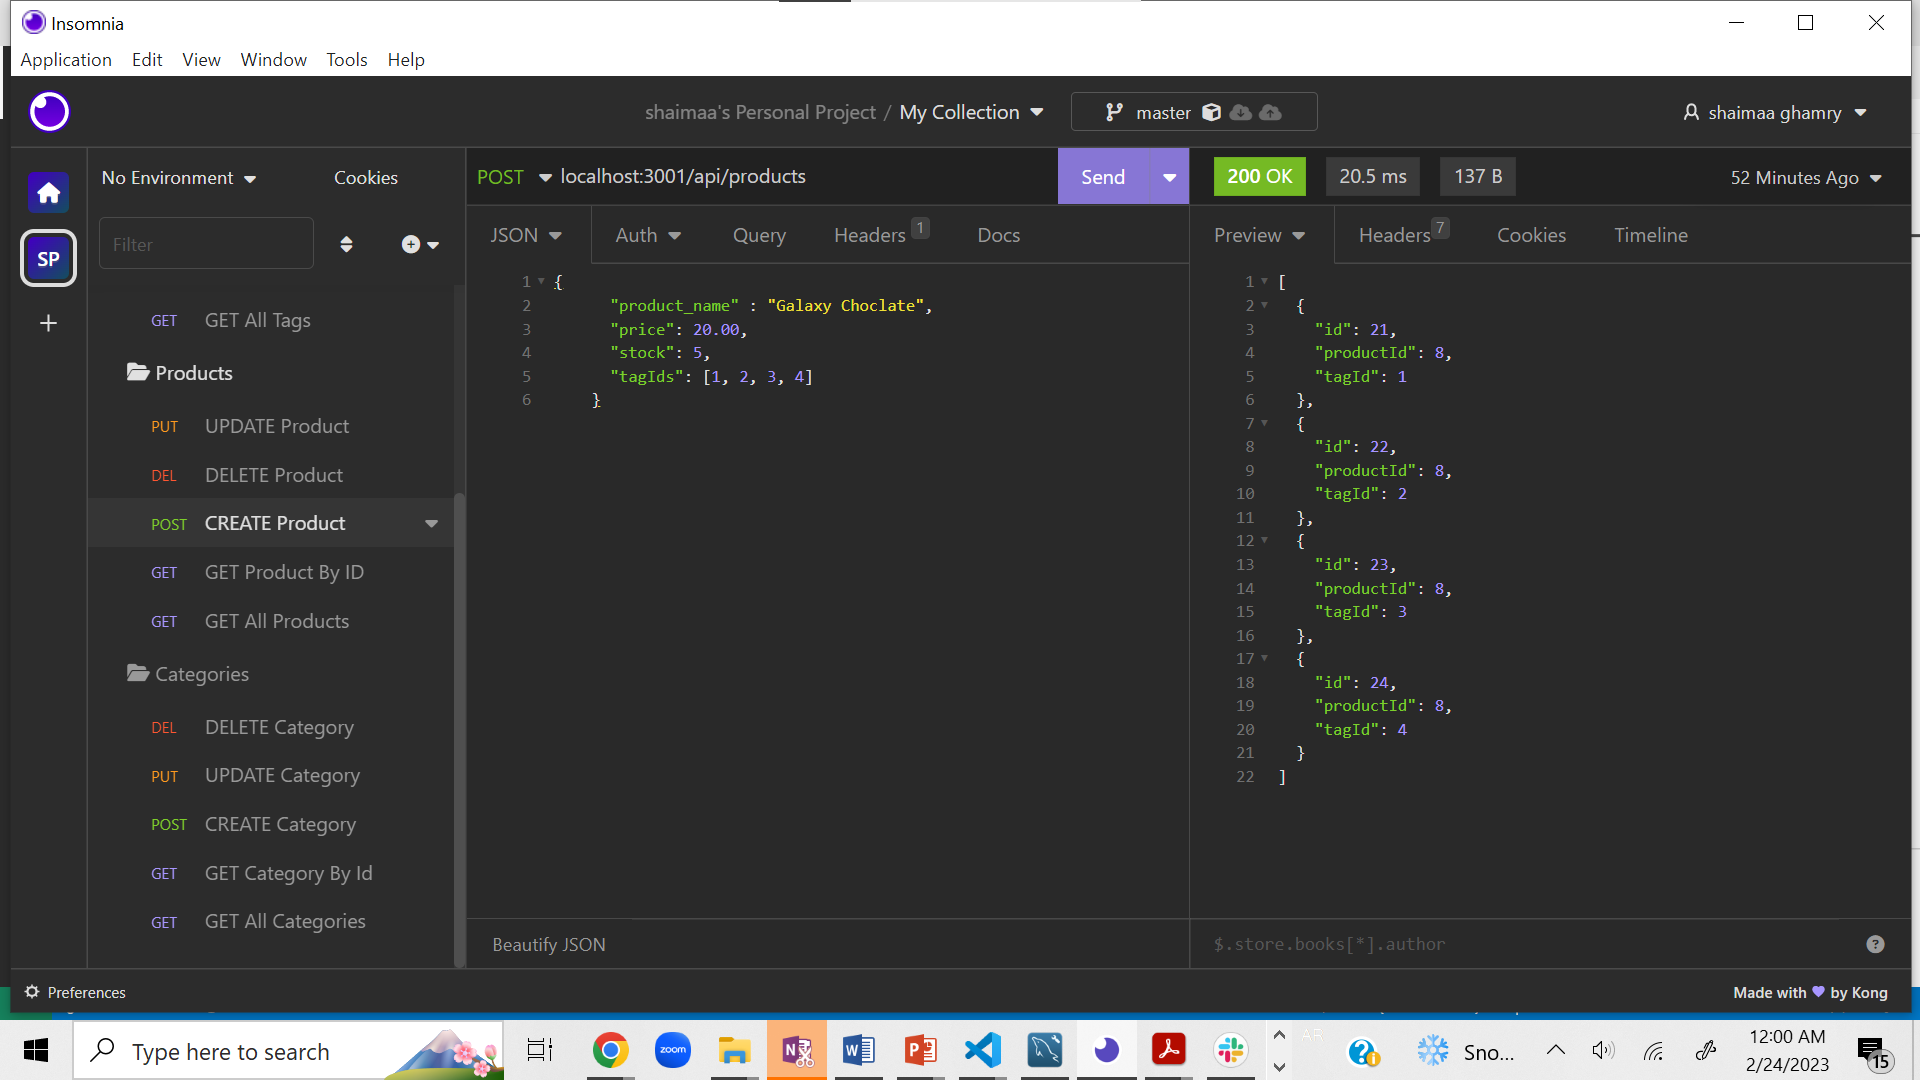 Insomnia
Application Edit View Window Tools Help
shaimaa's Personal Project / My Collection
master
shaimaa ghamry
No Environment
Cookies
POST localhost:3001/api/products
Send
200 OK
20.5 ms
137 B
52 Minutes Ago
Filter
JSON Auth Query Headers 1 Docs
Preview Headers 7 Cookies Timeline
SP
GET GET All Tags
Products
PUT UPDATE Product
DEL DELETE Product
POST CREATE Product
GET GET Product By ID
GET GET All Products
Categories
DEL DELETE Category
PUT UPDATE Category
POST CREATE Category
GET GET Category By Id
GET GET All Categories
1 {
2 "product_name" : "Galaxy Choclate",
3 "price": 20.00,
4 "stock": 5,
5 "tagIds": [1, 2, 3, 4]
6 }
1 [
2 {
3 "id": 21,
4 "productId": 8,
5 "tagId": 1
6 },
7 {
8 "id": 22,
9 "productId": 8,
10 "tagId": 2
11 },
12 {
13 "id": 23,
14 "productId": 8,
15 "tagId": 3
16 },
17 {
18 "id": 24,
19 "productId": 8,
20 "tagId": 4
21 }
22 ]
Beautify JSON
$.store.books[*].author
Preferences
Made with by Kong
Type here to search
zoom
Sno...
12:00 AM
2/24/2023
15